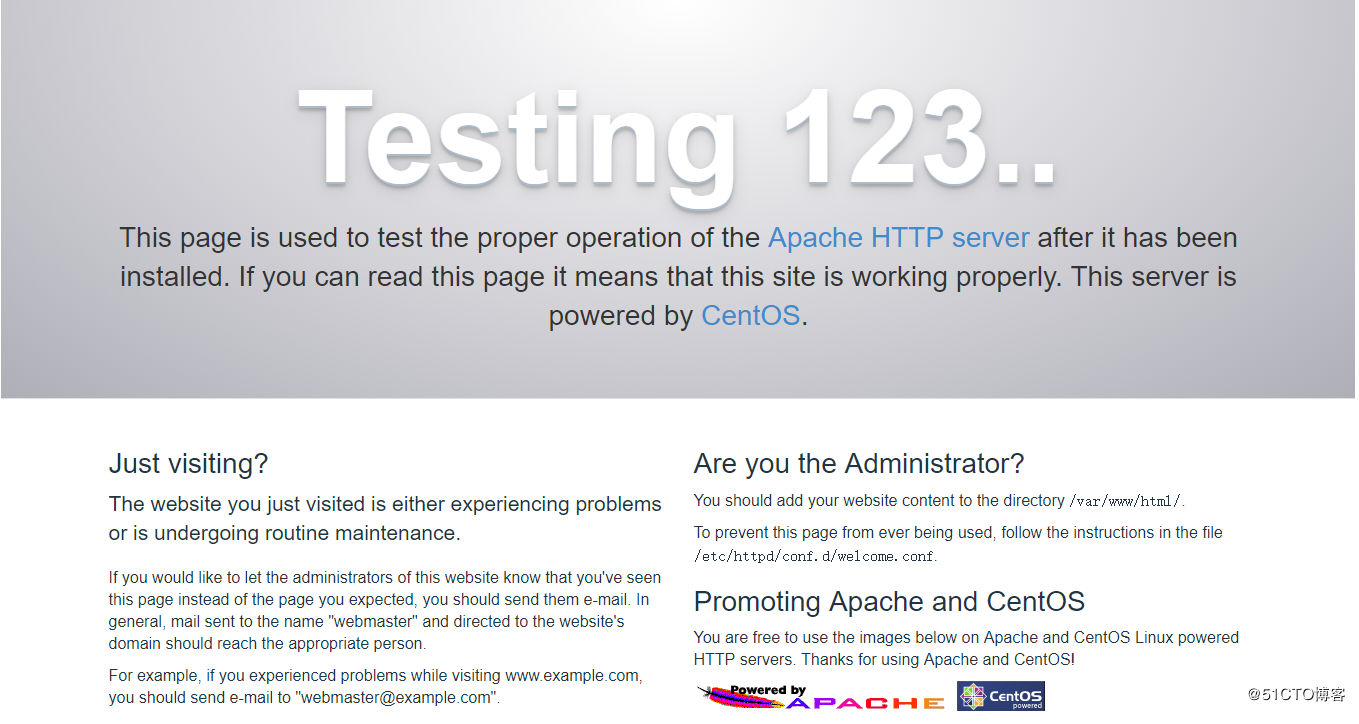 Testing 123..
This page is used to test the proper operation of the Apache HTTP server after it has been
installed. If you can read this page it means that this site is working properly. This server is
powered by CentOS.
Just visiting?
The website you just visited is either experiencing problems
or is undergoing routine maintenance.
If you would like to let the administrators of this website know that you've seen
this page instead of the page you expected, you should send them e-mail. In
general, mail sent to the name "webmaster" and directed to the website's
domain should reach the appropriate person.
For example, if you experienced problems while visiting www.example.com,
you should send e-mail to "webmaster@example.com".
Are you the Administrator?
You should add your website content to the directory /var/www/html/.
To prevent this page from ever being used, follow the instructions in the file
/etc/httpd/conf.d/welcome.conf.
Promoting Apache and CentOS
You are free to use the images below on Apache and CentOS Linux powered
HTTP servers. Thanks for using Apache and CentOS!
Powered by
APACHE
CentOS
powered
@51CTO博客